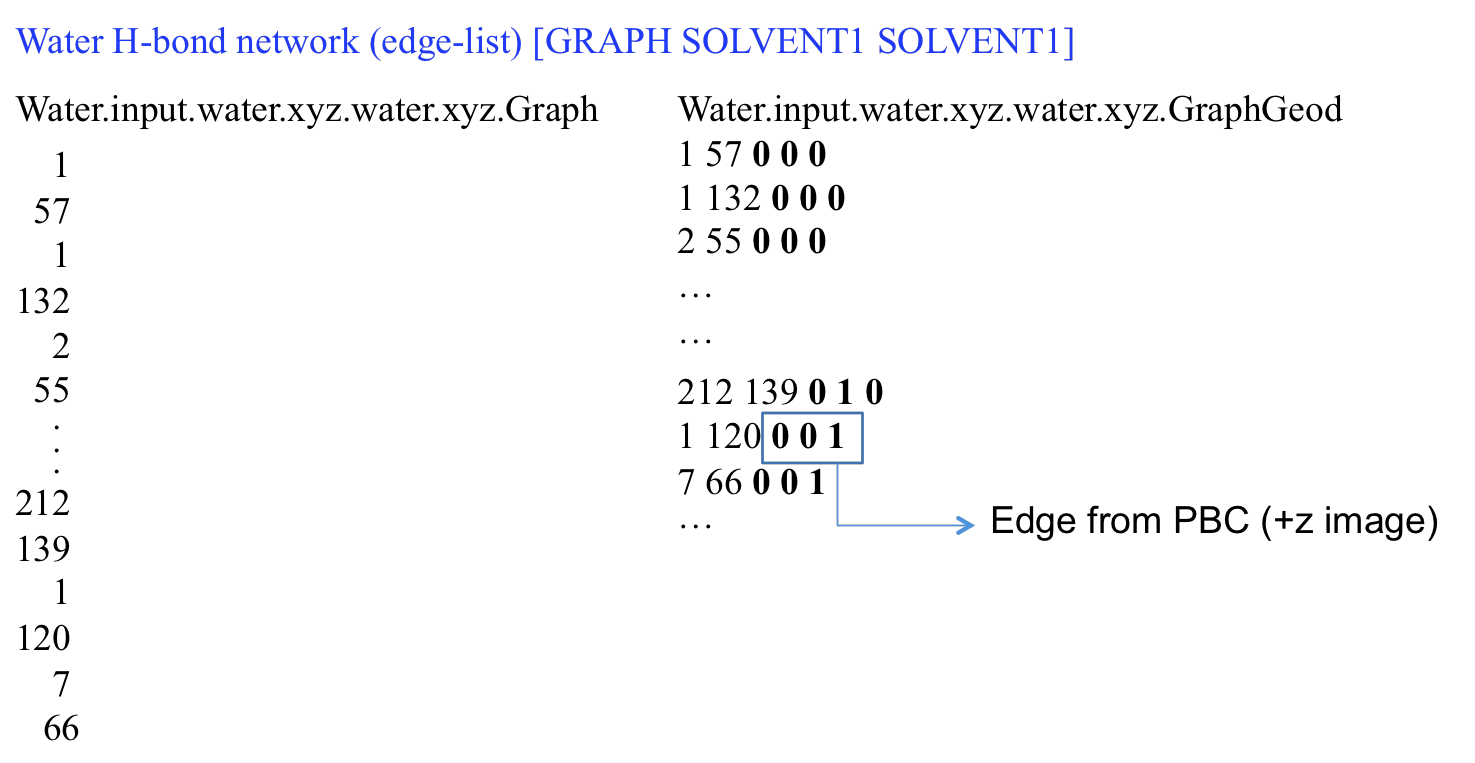 Water H-bond network (edge-list) [GRAPH SOLVENT1 SOLVENT1]
Water.input.water.xyz.water.xyz.Graph
1
57
1
132
2
55
.
.
.
212
139
1
120
7
66
Water.input.water.xyz.water.xyz.GraphGeod
1 57 0 0 0
1 132 0 0 0
2 55 0 0 0
…
…
212 139 0 1 0
1 120 0 0 1
7 66 0 0 1
…
Edge from PBC (+z image)